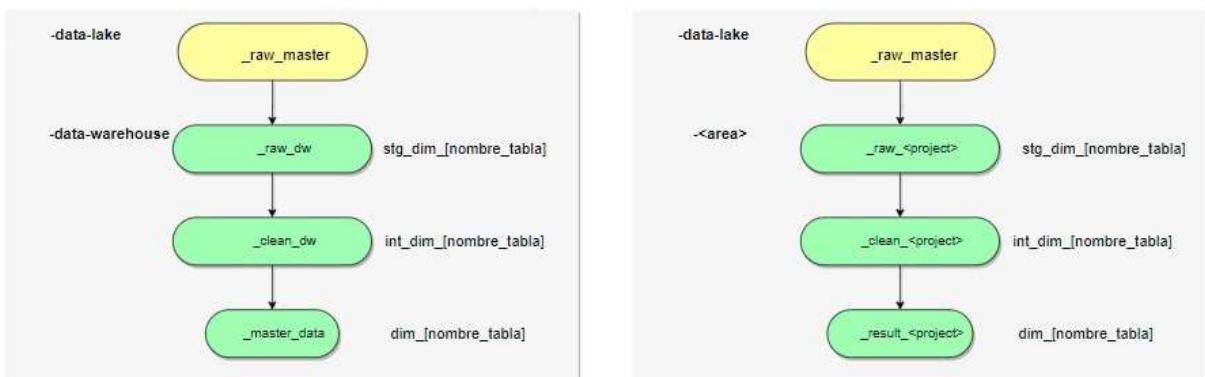 -data-lake
_raw_master
-data-warehouse
_raw_dw
stg_dim_[nombre_tabla]
_clean_dw
int_dim_[nombre_tabla]
_master_data
dim_[nombre_tabla]
-data-lake
_raw_master
-<area>
_raw_<project>
stg_dim_[nombre_tabla]
_clean_<project>
int_dim_[nombre_tabla]
_result_<project>
dim_[nombre_tabla]